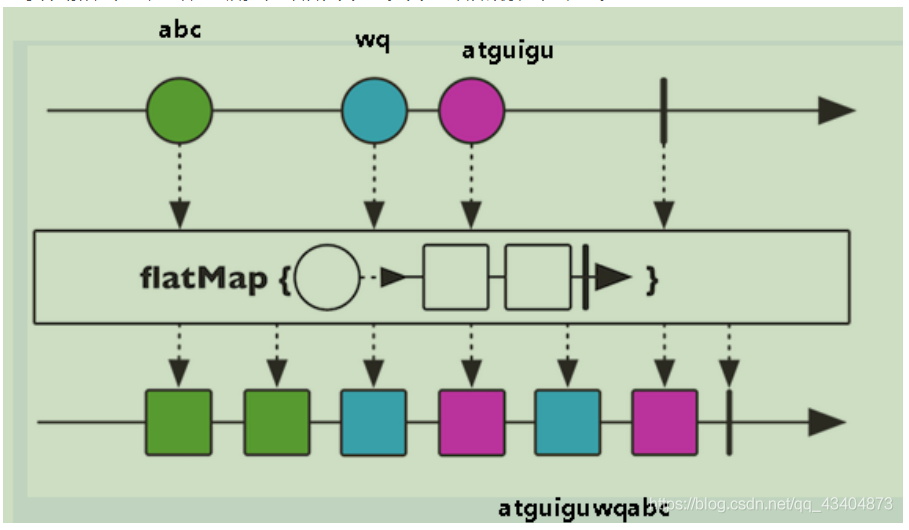 abc
wq
atguigu
flatMap { }
atguiguwqabc
https://blog.csdn.net/qq_43404873